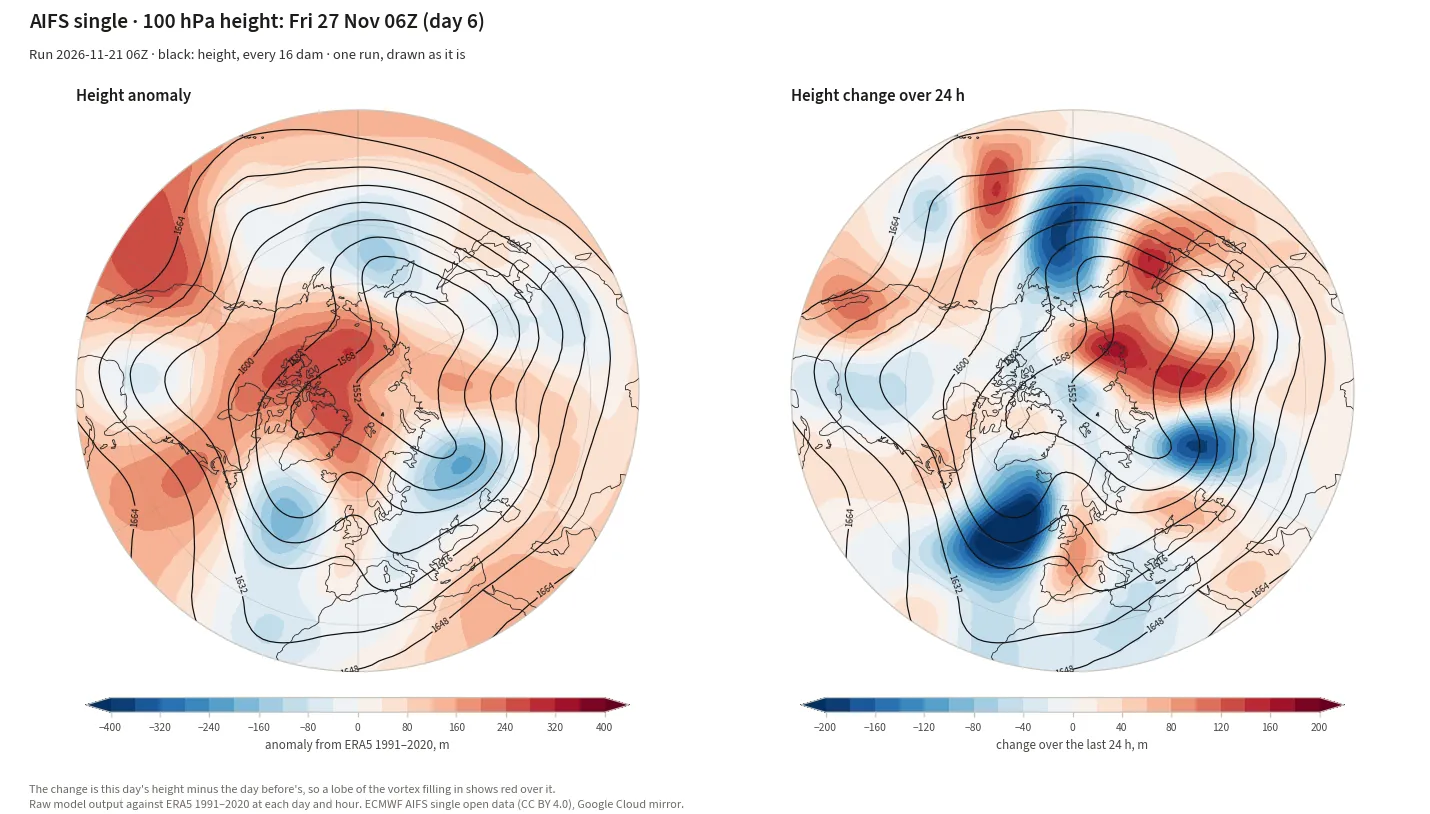 AIFS single · 100 hPa height: Fri 27 Nov 06Z (day 6)
Run 2026-11-21 06Z · black: height, every 16 dam · one run, drawn as it is
Height anomaly
Height change over 24 h
1664
1600
1568
1552
1664
1632
1616
1664
1648
1648
1664
1600
1568
1552
1664
1632
1616
1664
1648
1648
−400 −320 −240 −160 −80 0 80 160 240 320 400
anomaly from ERA5 1991–2020, m
−200 −160 −120 −80 −40 0 40 80 120 160 200
change over the last 24 h, m
The change is this day's height minus the day before's, so a lobe of the vortex filling in shows red over it.
Raw model output against ERA5 1991–2020 at each day and hour. ECMWF AIFS single open data (CC BY 4.0), Google Cloud mirror.